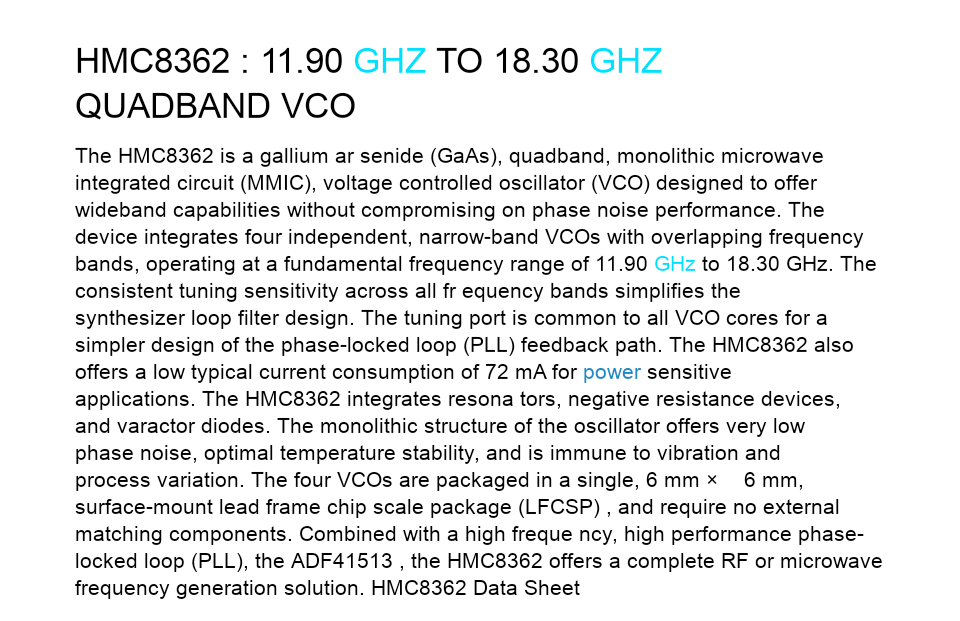 HMC8362 : 11.90 GHZ TO 18.30 GHZ
QUADBAND VCO
The HMC8362 is a gallium ar senide (GaAs), quadband, monolithic microwave
integrated circuit (MMIC), voltage controlled oscillator (VCO) designed to offer
wideband capabilities without compromising on phase noise performance. The
device integrates four independent, narrow-band VCOs with overlapping frequency
bands, operating at a fundamental frequency range of 11.90 GHz to 18.30 GHz. The
consistent tuning sensitivity across all fr equency bands simplifies the
synthesizer loop filter design. The tuning port is common to all VCO cores for a
simpler design of the phase-locked loop (PLL) feedback path. The HMC8362 also
offers a low typical current consumption of 72 mA for power sensitive
applications. The HMC8362 integrates resona tors, negative resistance devices,
and varactor diodes. The monolithic structure of the oscillator offers very low
phase noise, optimal temperature stability, and is immune to vibration and
process variation. The four VCOs are packaged in a single, 6 mm × 6 mm,
surface-mount lead frame chip scale package (LFCSP) , and require no external
matching components. Combined with a high freque ncy, high performance phase-
locked loop (PLL), the ADF41513 , the HMC8362 offers a complete RF or microwave
frequency generation solution. HMC8362 Data Sheet